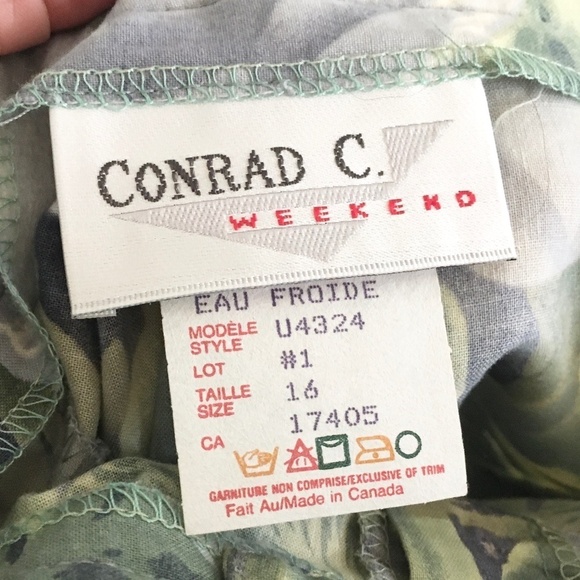 CONRAD C.
WEEKEND
EAU FROIDE
MODÈLE
STYLE U4324
LOT #1
TAILLE
SIZE 16
CA 17405
GARNITURE NON COMPRISE/EXCLUSIVE OF TRIM
Fait Au/Made in Canada